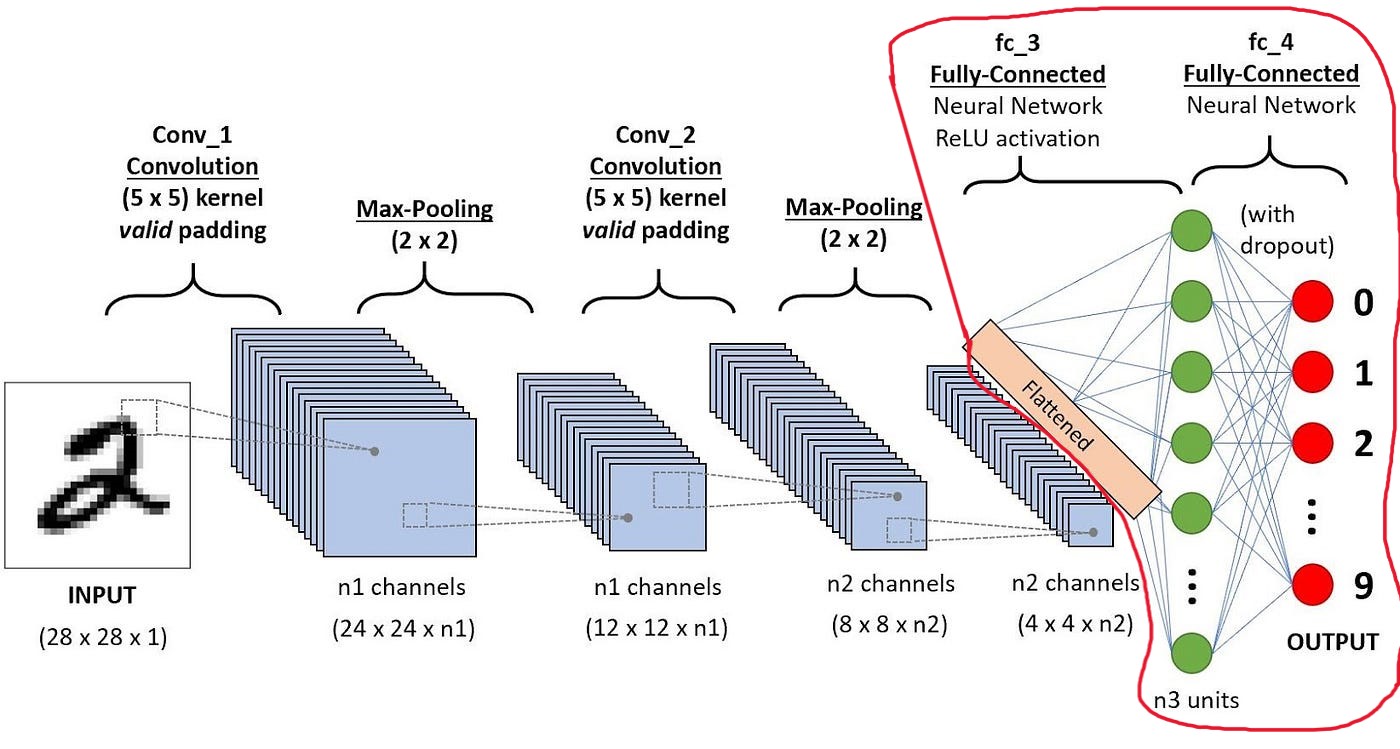 fc_3
Fully-Connected
Neural Network
ReLU activation
fc_4
Fully-Connected
Neural Network
Conv_1
Convolution
(5 x 5) kernel
valid padding
Max-Pooling
(2 x 2)
Conv_2
Convolution
(5 x 5) kernel
valid padding
Max-Pooling
(2 x 2)
(with
dropout)
Flattened
0
1
2
9
OUTPUT
INPUT
(28 x 28 x 1)
n1 channels
(24 x 24 x n1)
n1 channels
(12 x 12 x n1)
n2 channels
(8 x 8 x n2)
n2 channels
(4 x 4 x n2)
n3 units
2